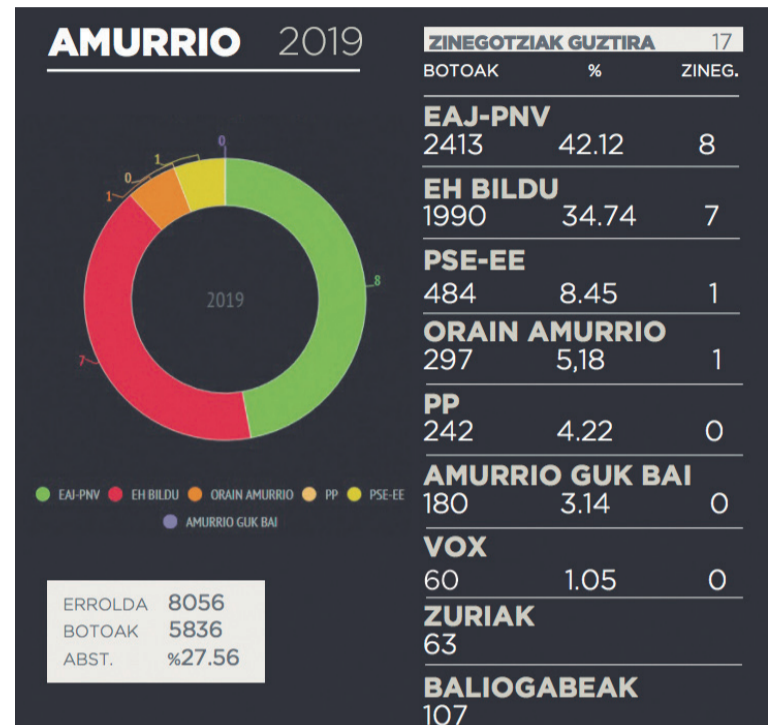 AMURRIO 2019
0
1
0
1
8
2019
7
EAJ-PNV EH BILDU ORAIN AMURRIO PP PSE-EE
AMURRIO GUK BAI
ERROLDA 8056
BOTOAK 5836
ABST. %27.56
ZINEGOTZIAK GUZTIRA 17
BOTOAK % ZINEG.
EAJ-PNV
2413 42.12 8
EH BILDU
1990 34.74 7
PSE-EE
484 8.45 1
ORAIN AMURRIO
297 5,18 1
PP
242 4.22 0
AMURRIO GUK BAI
180 3.14 0
VOX
60 1.05 0
ZURIAK
63
BALIOGABEAK
107